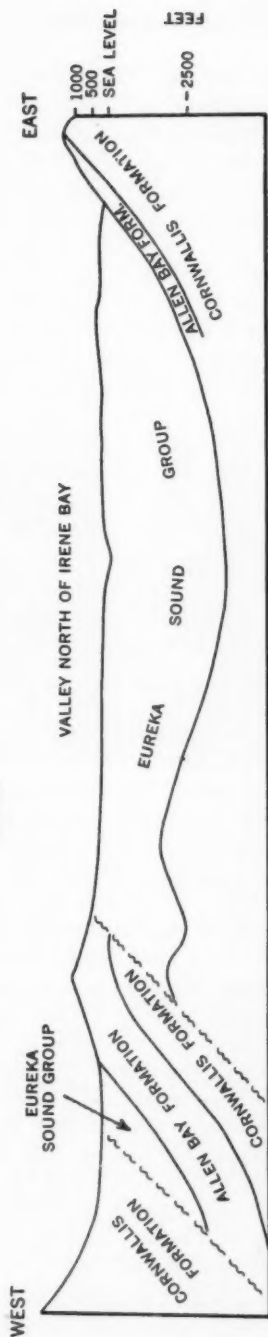 WEST
EAST
VALLEY NORTH OF IRENE BAY
1000
500
SEA LEVEL
-2500
FEET
EUREKA
SOUND GROUP
CORNWALLIS
FORMATION
ALLEN BAY FORMATION
CORNWALLIS FORMATION
EUREKA
SOUND
GROUP
ALLEN BAY FORM.
CORNWALLIS FORMATION